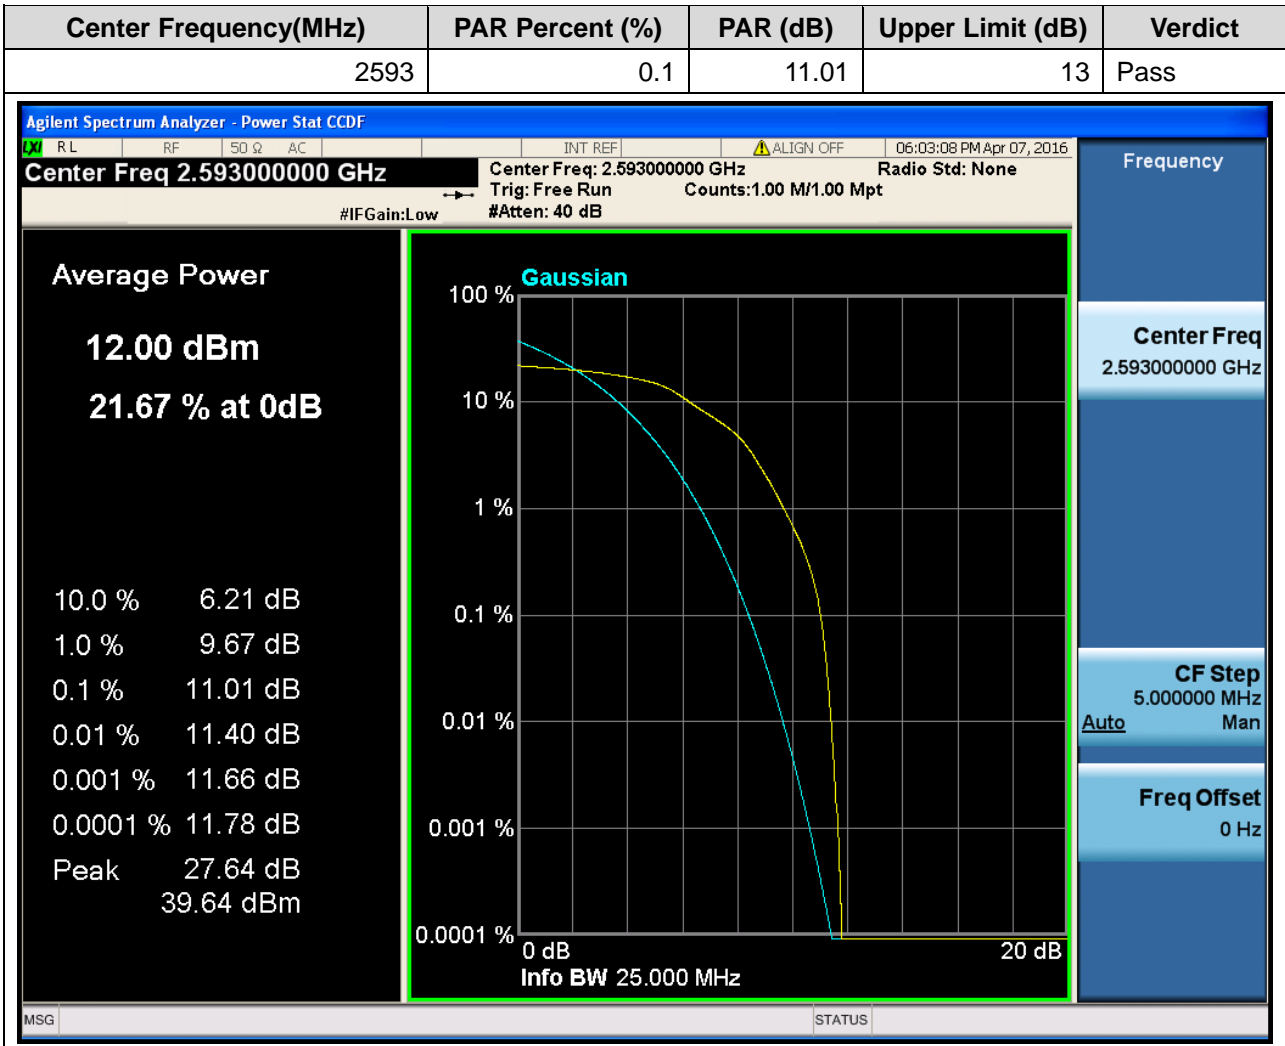 Center Frequency(MHz) PAR Percent (%) PAR (dB) Upper Limit (dB) Verdict
2593 0.1 11.01 13 Pass
Agilent Spectrum Analyzer - Power Stat CCDF
LXI RL RF 50 Ω AC INT REF ALIGN OFF 06:03:08 PM Apr 07, 2016
Center Freq 2.593000000 GHz
Center Freq: 2.593000000 GHz Radio Std: None
Trig: Free Run Counts:1.00 M/1.00 Mpt
#IFGain:Low #Atten: 40 dB
Average Power
12.00 dBm
21.67 % at 0dB
10.0 % 6.21 dB
1.0 % 9.67 dB
0.1 % 11.01 dB
0.01 % 11.40 dB
0.001 % 11.66 dB
0.0001 % 11.78 dB
Peak 27.64 dB
39.64 dBm
Gaussian
100 %
10 %
1 %
0.1 %
0.01 %
0.001 %
0.0001 %
0 dB 20 dB
Info BW 25.000 MHz
Frequency
Center Freq
2.593000000 GHz
CF Step
5.000000 MHz
Auto Man
Freq Offset
0 Hz
MSG STATUS